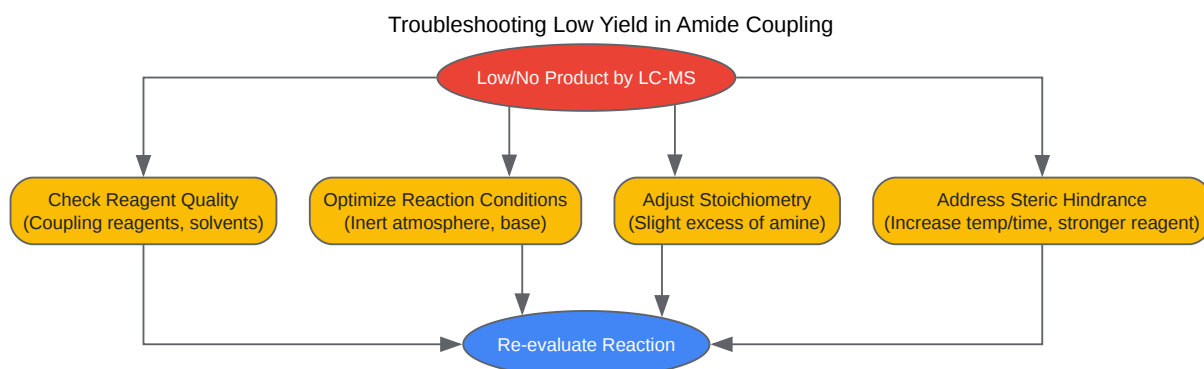 Troubleshooting Low Yield in Amide Coupling
Low/No Product by LC-MS
Check Reagent Quality
(Coupling reagents, solvents)
Optimize Reaction Conditions
(Inert atmosphere, base)
Adjust Stoichiometry
(Slight excess of amine)
Address Steric Hindrance
(Increase temp/time, stronger reagent)
Re-evaluate Reaction